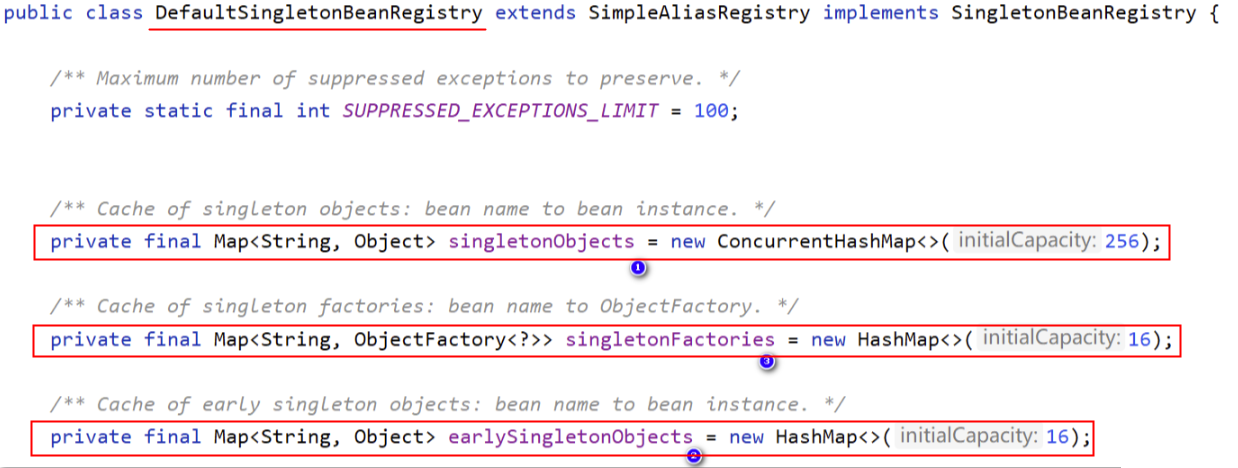 public class DefaultSingletonBeanRegistry extends SimpleAliasRegistry implements SingletonBeanRegistry {
/** Maximum number of suppressed exceptions to preserve. */
private static final int SUPPRESSED_EXCEPTIONS_LIMIT = 100;
/** Cache of singleton objects: bean name to bean instance. */
private final Map<String, Object> singletonObjects = new ConcurrentHashMap<>( initialCapacity: 256);
1
/** Cache of singleton factories: bean name to ObjectFactory. */
private final Map<String, ObjectFactory<?>> singletonFactories = new HashMap<>( initialCapacity: 16);
3
/** Cache of early singleton objects: bean name to bean instance. */
private final Map<String, Object> earlySingletonObjects = new HashMap<>( initialCapacity: 16);
2